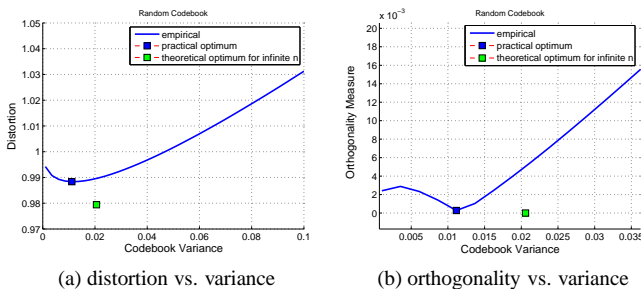 Random Codebook
1.05
1.04
1.03
1.02
1.01
1
0.99
0.98
0.97
Distortion
empirical
practical optimum
theoretical optimum for infinite n
0 0.02 0.04 0.06 0.08 0.1
Codebook Variance
(a) distortion vs. variance
Random Codebook
x 10⁻³
20
18
16
14
12
10
8
6
4
2
0
Orthogonality Measure
empirical
practical optimum
theoretical optimum for infinite n
0.005 0.01 0.015 0.02 0.025 0.03 0.035
Codebook Variance
(b) orthogonality vs. variance